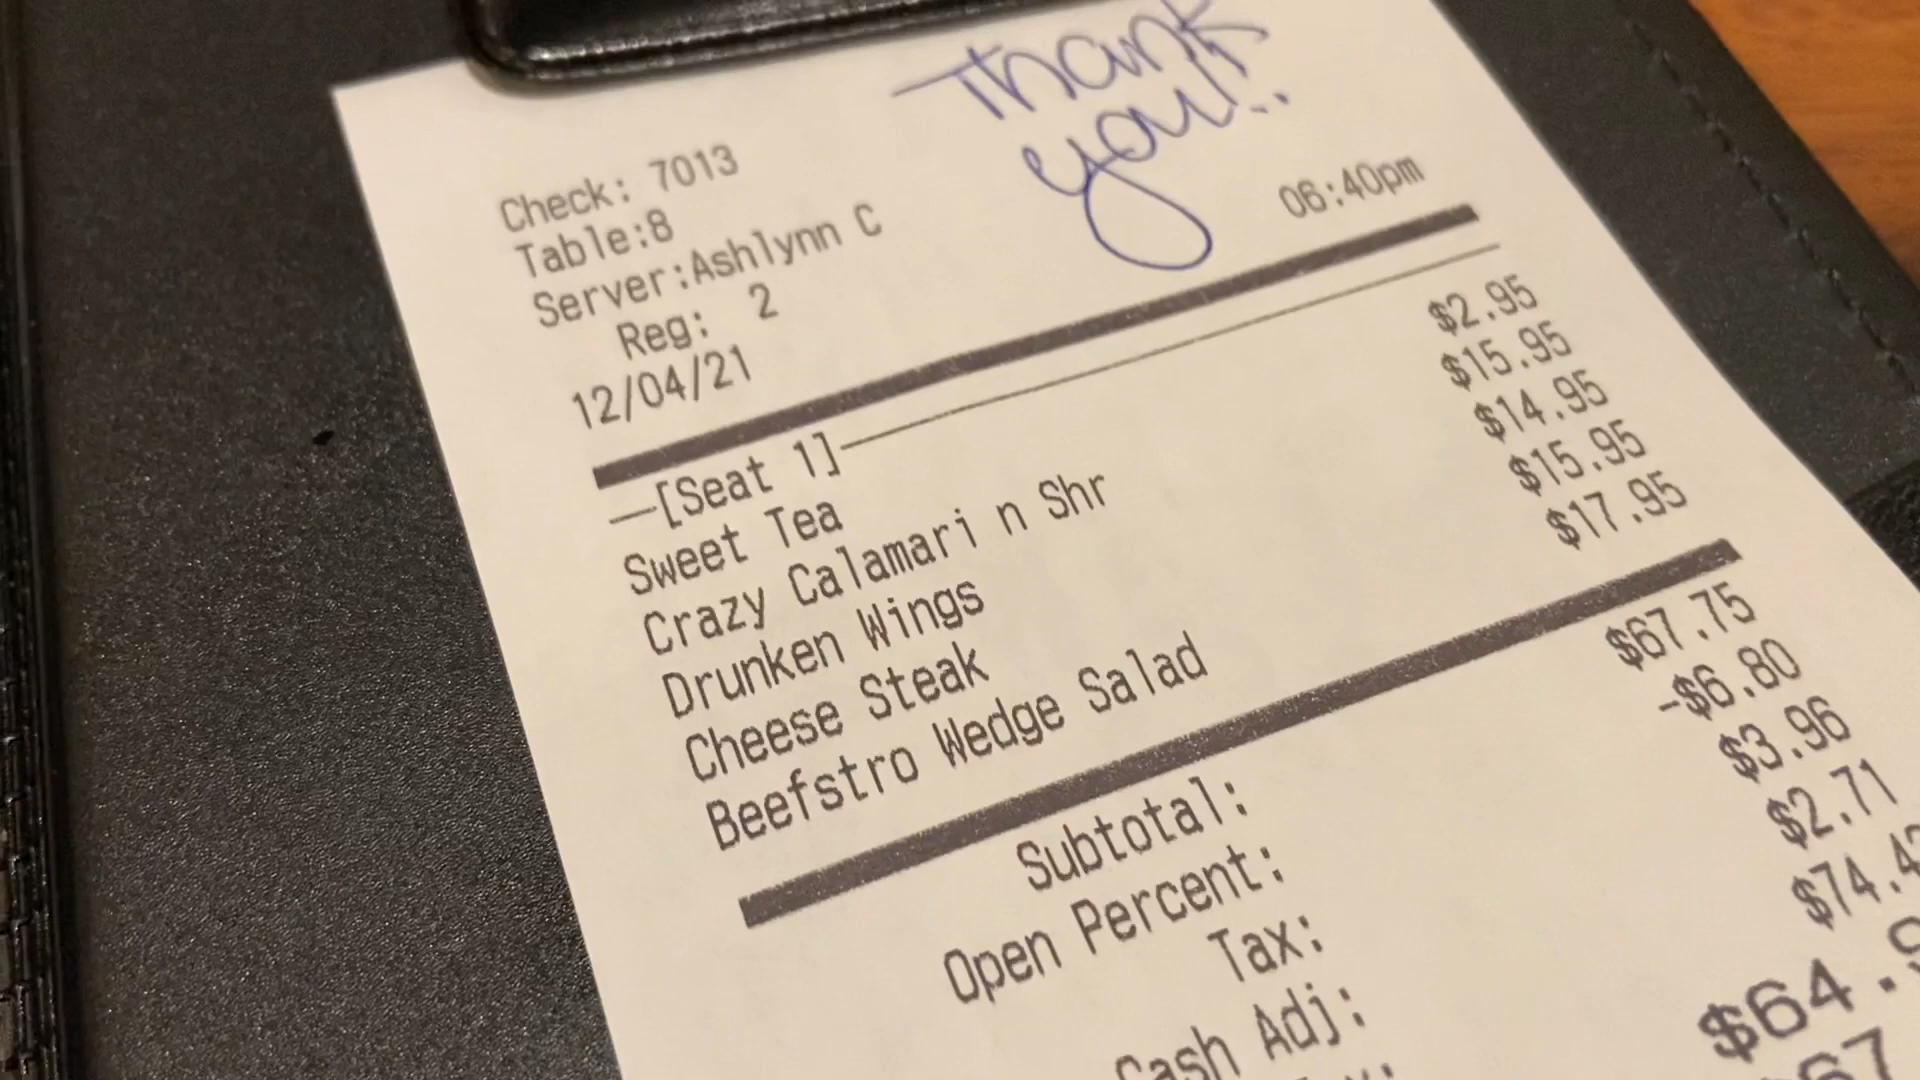 Thank
you!!
Check: 7013
Table:8
Server:Ashlynn C
Reg: 2
12/04/21 06:40pm
[Seat 1]
Sweet Tea $2.95
Crazy Calamari n Shr $15.95
Drunken Wings $14.95
Cheese Steak $15.95
Beefstro Wedge Salad $17.95
Subtotal: $67.75
Open Percent: -$6.80
Tax: $3.96
Cash Adj: $2.71